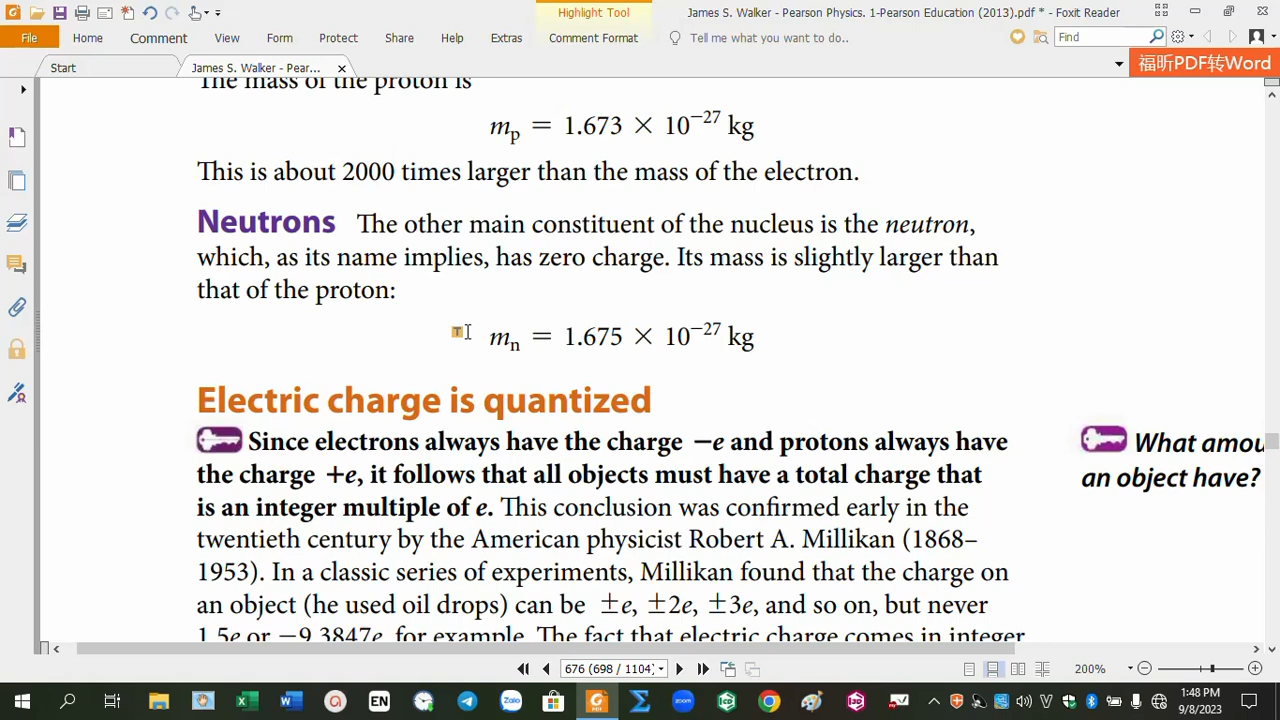 Highlight Tool
James S. Walker - Pearson Physics. 1-Pearson Education (2013).pdf * - Foxit Reader
File Home Comment View Form Protect Share Help Extras Comment Format Tell me what you want to do.. Find
Start James S. Walker - Pear...
福昕PDF转Word
The mass of the proton is
mp = 1.673 × 10−27 kg
This is about 2000 times larger than the mass of the electron.
Neutrons The other main constituent of the nucleus is the neutron,
which, as its name implies, has zero charge. Its mass is slightly larger than
that of the proton:
mn = 1.675 × 10−27 kg
Electric charge is quantized
Since electrons always have the charge −e and protons always have
the charge +e, it follows that all objects must have a total charge that
is an integer multiple of e. This conclusion was confirmed early in the
twentieth century by the American physicist Robert A. Millikan (1868–
1953). In a classic series of experiments, Millikan found that the charge on
an object (he used oil drops) can be ±e, ±2e, ±3e, and so on, but never
1.5e or −9.3847e, for example. The fact that electric charge comes in integer
What amou
an object have?
676 (698 / 1104) 200%
EN Zalo zoom
1:48 PM
9/8/2023